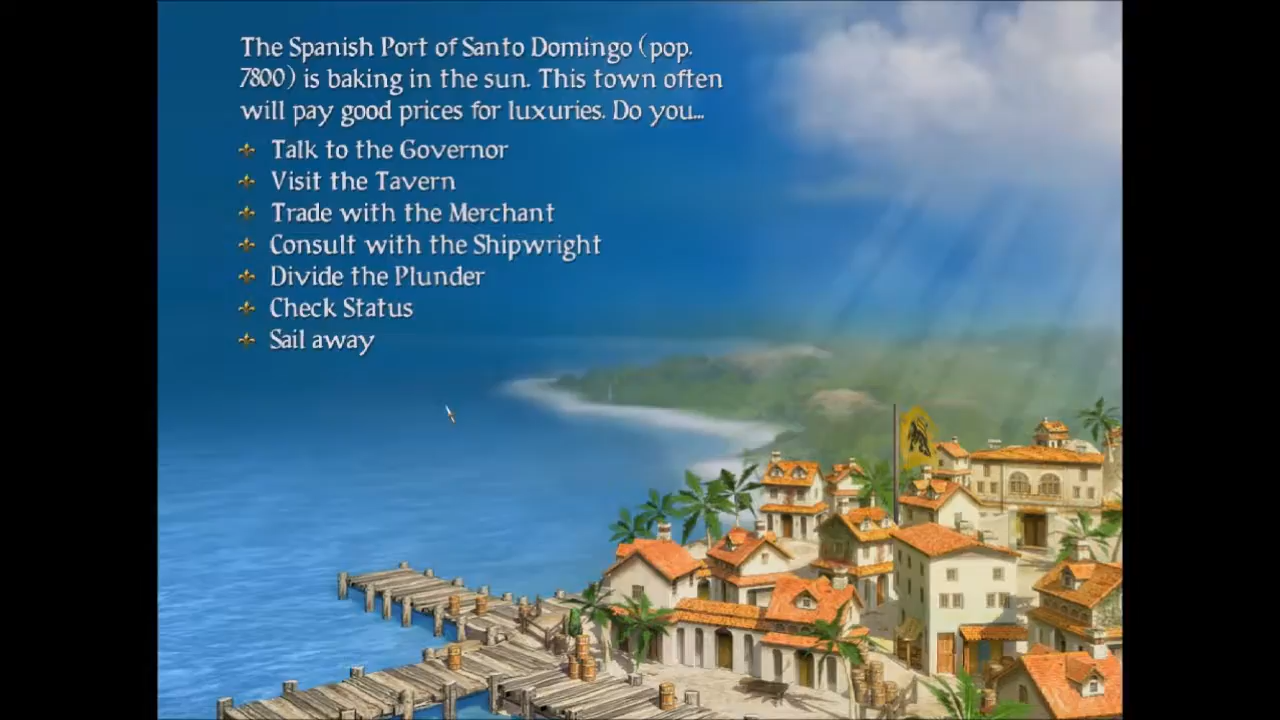 The Spanish Port of Santo Domingo (pop.
7800) is baking in the sun. This town often
will pay good prices for luxuries. Do you...
Talk to the Governor
Visit the Tavern
Trade with the Merchant
Consult with the Shipwright
Divide the Plunder
Check Status
Sail away